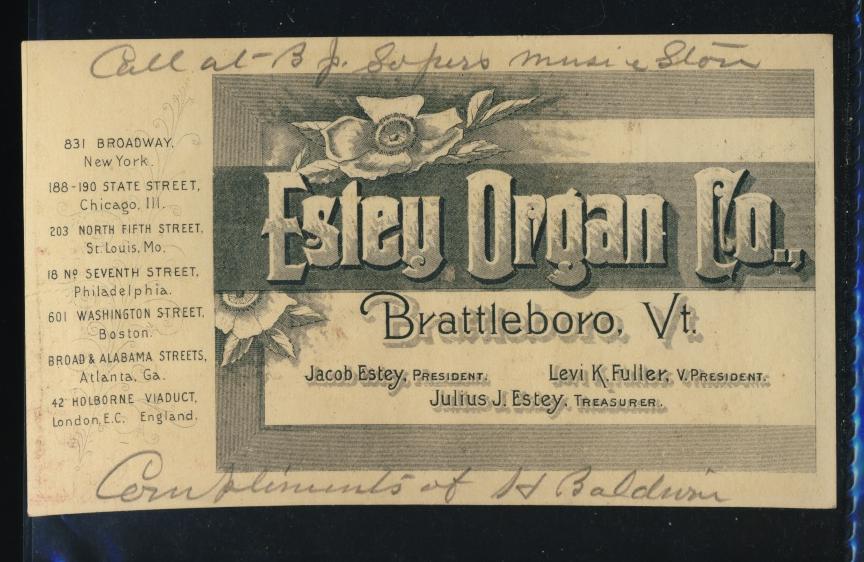 Call at B J. Sopers music Store
831 BROADWAY,
New York.
188-190 STATE STREET,
Chicago, Ill.
203 NORTH FIFTH STREET,
St. Louis, Mo.
18 No SEVENTH STREET,
Philadelphia.
601 WASHINGTON STREET,
Boston.
BROAD & ALABAMA STREETS,
Atlanta, Ga.
42 HOLBORNE VIADUCT,
London, E.C. England.
Estey Organ Co.,
Brattleboro, Vt.
Jacob Estey, PRESIDENT. Levi K. Fuller, V. PRESIDENT.
Julius J. Estey, TREASURER.
Compliments of H Baldwin